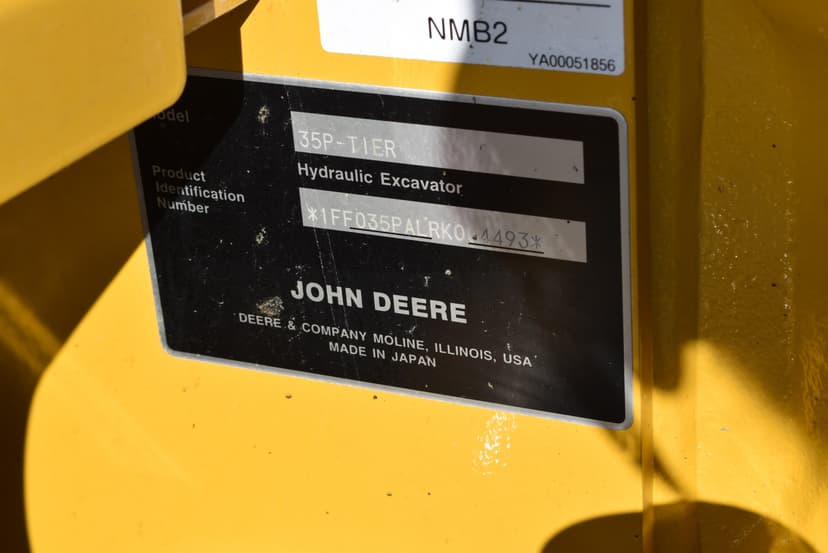 NMB2
YA00051856
Model
35P-TIER
Hydraulic Excavator
Product
Identification
Number
*1FF035PALRK0 4493*
JOHN DEERE
DEERE & COMPANY MOLINE, ILLINOIS, USA
MADE IN JAPAN